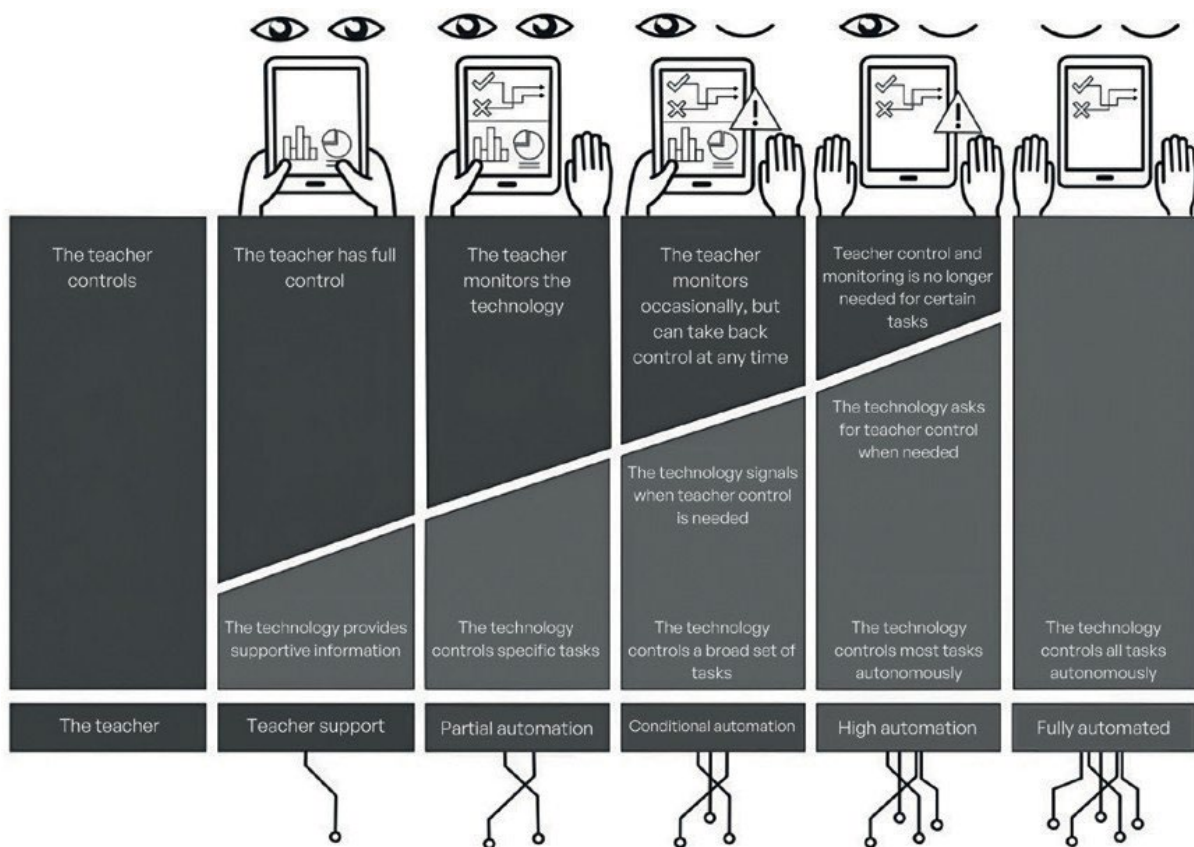 The teacher
controls
The teacher has full
control
The teacher
monitors the
technology
The teacher
monitors
occasionally, but
can take back
control at any time
Teacher control and
monitoring is no longer
needed for certain
tasks
The technology asks
for teacher control
when needed
The technology signals
when teacher control
is needed
The technology provides
supportive information
The technology
controls specific tasks
The technology
controls a broad set of
tasks
The technology
controls most tasks
autonomously
The technology
controls all tasks
autonomously
The teacher
Teacher support
Partial automation
Conditional automation
High automation
Fully automated